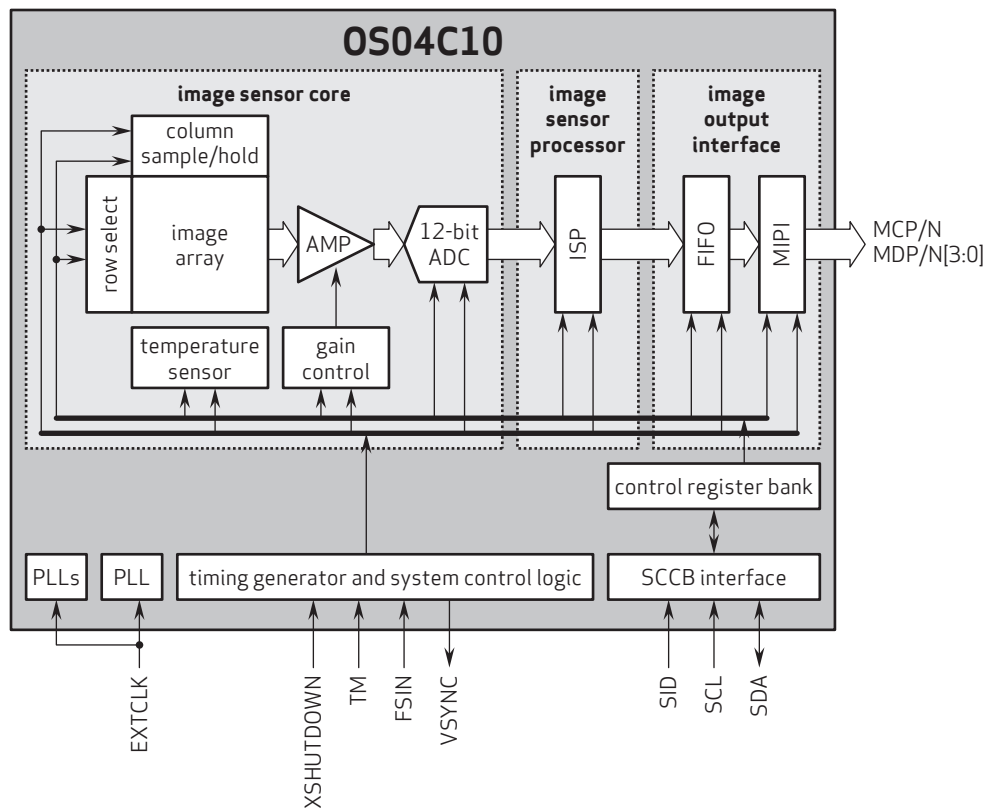 OS04C10
image sensor core
image
sensor
processor
image
output
interface
column
sample/hold
row select
image
array
AMP
12-bit
ADC
ISP
FIFO
MIPI
MCP/N
MDP/N[3:0]
temperature
sensor
gain
control
control register bank
PLLs
PLL
timing generator and system control logic
SCCB interface
EXTCLK
XSHUTDOWN
TM
FSIN
VSYNC
SID
SCL
SDA